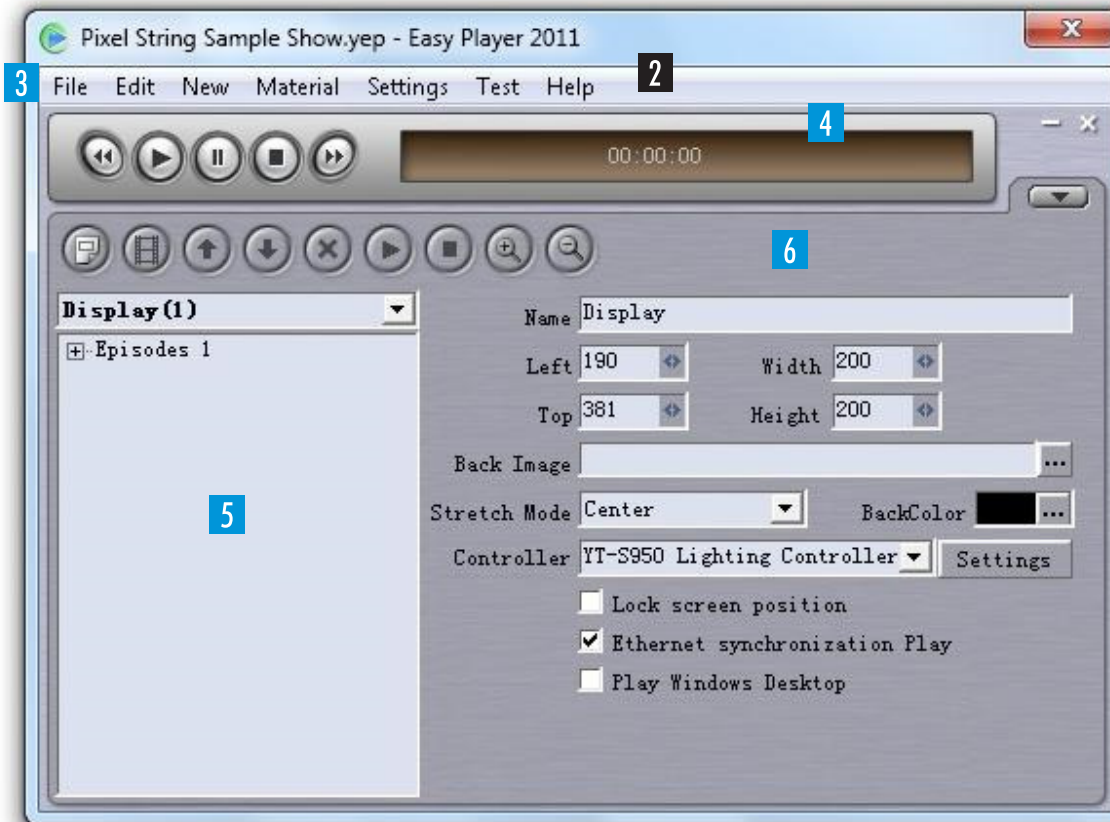 Pixel String Sample Show.yep - Easy Player 2011
3 File Edit New Material Settings Test Help 2
4
00:00:00
6
Display(1)
Episodes 1
5
Name Display
Left 190 Width 200
Top 381 Height 200
Back Image ...
Stretch Mode Center BackColor ...
Controller YT-S950 Lighting Controller Settings
Lock screen position
Ethernet synchronization Play
Play Windows Desktop